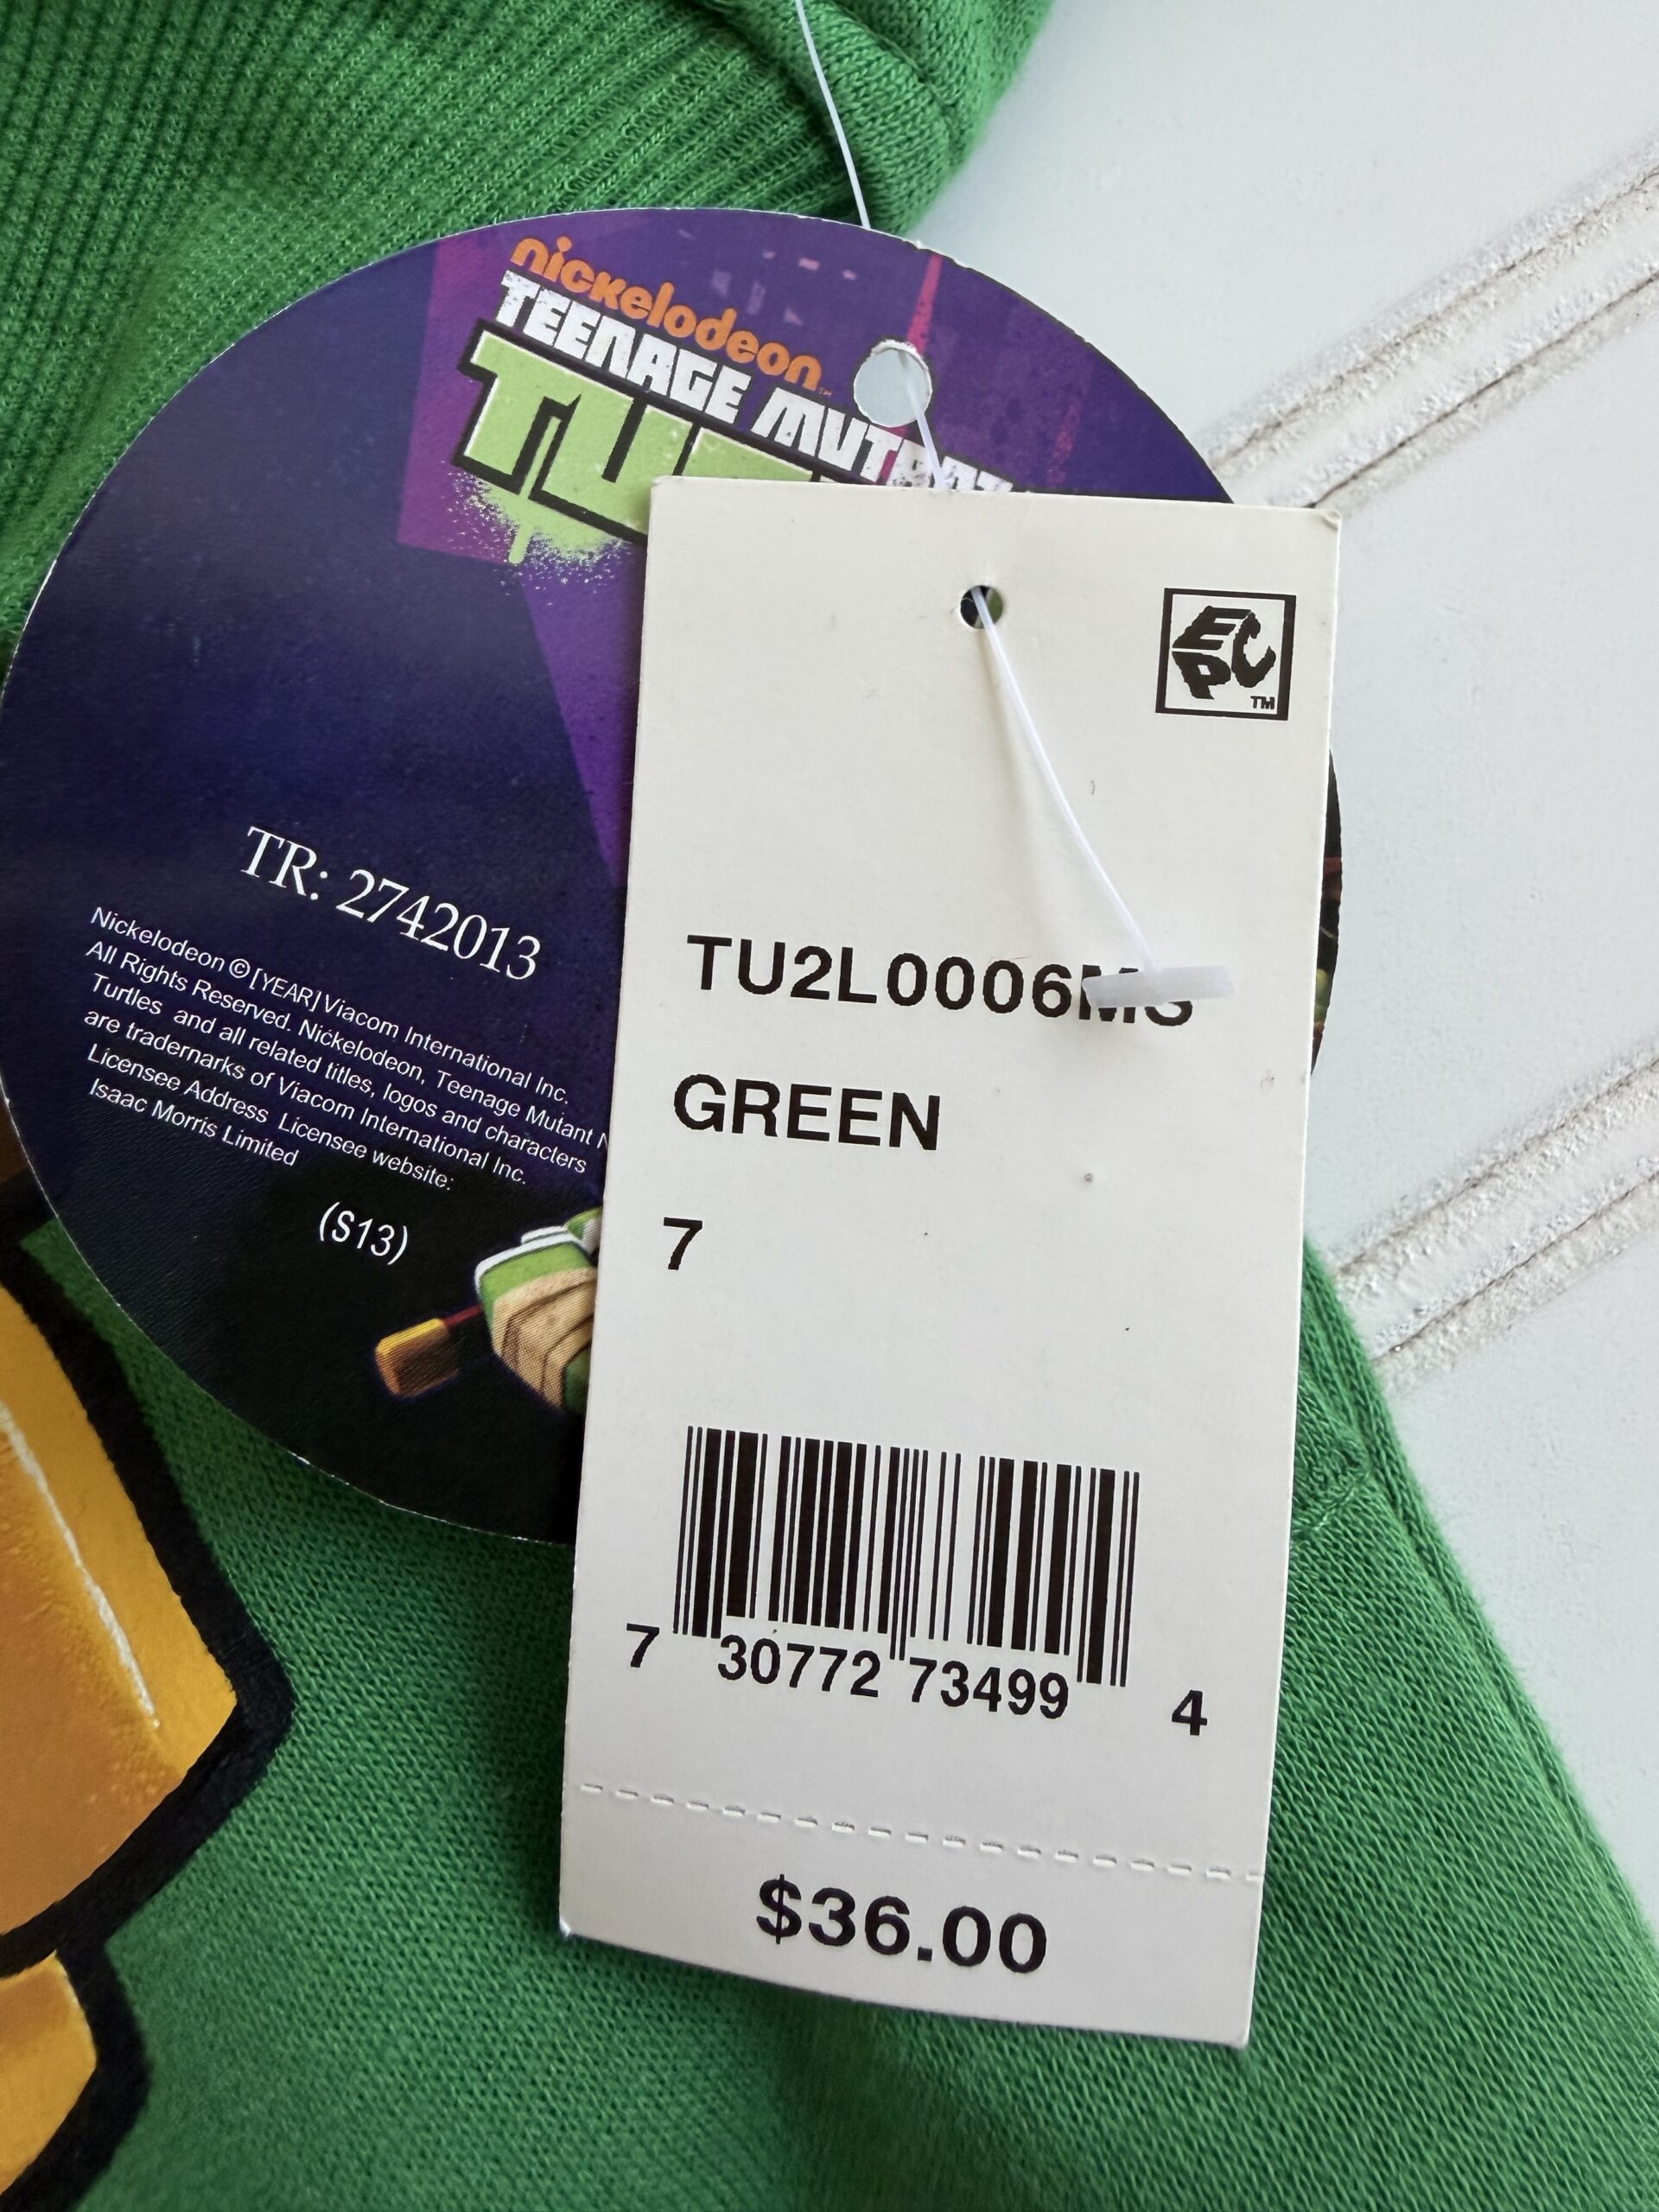 nickelodeon
TEENAGE MUTANT
TR: 2742013
Nickelodeon © [YEAR] Viacom International Inc.
All Rights Reserved. Nickelodeon, Teenage Mutant
Turtles and all related titles, logos and characters
are tradernarks of Viacom International Inc.
Licensee Address Licensee website:
Isaac Morris Limited
(S13)
EPC
TM
TU2L0006MS
GREEN
7
7 30772 73499 4
$36.00